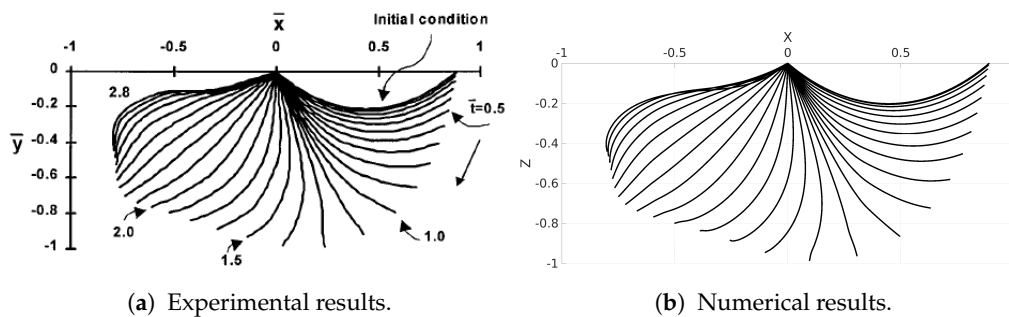 x̄
Initial condition
-1 -0.5 0 0.5 1
0
-0.2
-0.4
-0.6
-0.8
-1
ȳ
2.8
t̄=0.5
2.0
1.5
1.0
(a) Experimental results.
X
-1 0 0.5
0
-0.2
-0.4
-0.6
-0.8
-1
Z
(b) Numerical results.